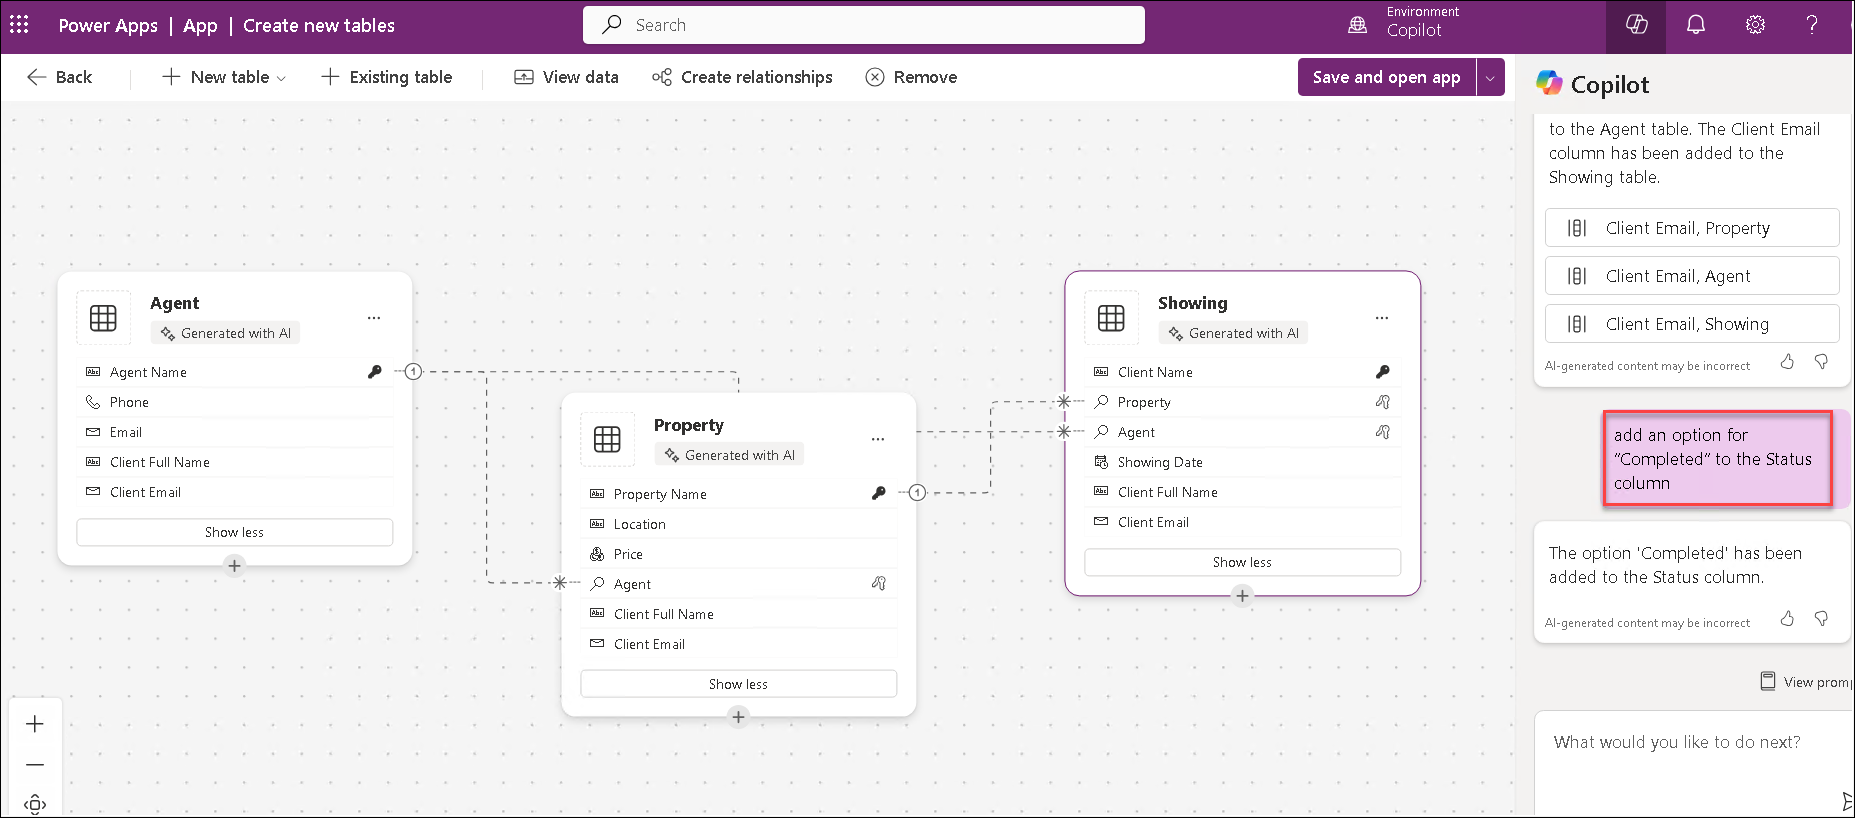 Power Apps | App | Create new tables
Search
Environment
Copilot
?
Back
New table
Existing table
View data
Create relationships
Remove
Save and open app
Agent
Generated with AI
...
Abc Agent Name
1
Phone
Email
Abc Client Full Name
Client Email
Show less
+
Property
Generated with AI
...
Abc Property Name
1
Location
Price
Agent
Abc Client Full Name
Client Email
Show less
+
Showing
Generated with AI
...
Abc Client Name
Property
Agent
Showing Date
Abc Client Full Name
Client Email
Show less
+
Copilot
to the Agent table. The Client Email
column has been added to the
Showing table.
Client Email, Property
Client Email, Agent
Client Email, Showing
AI-generated content may be incorrect
add an option for
"Completed" to the Status
column
The option 'Completed' has been
added to the Status column.
AI-generated content may be incorrect
View prom
What would you like to do next?